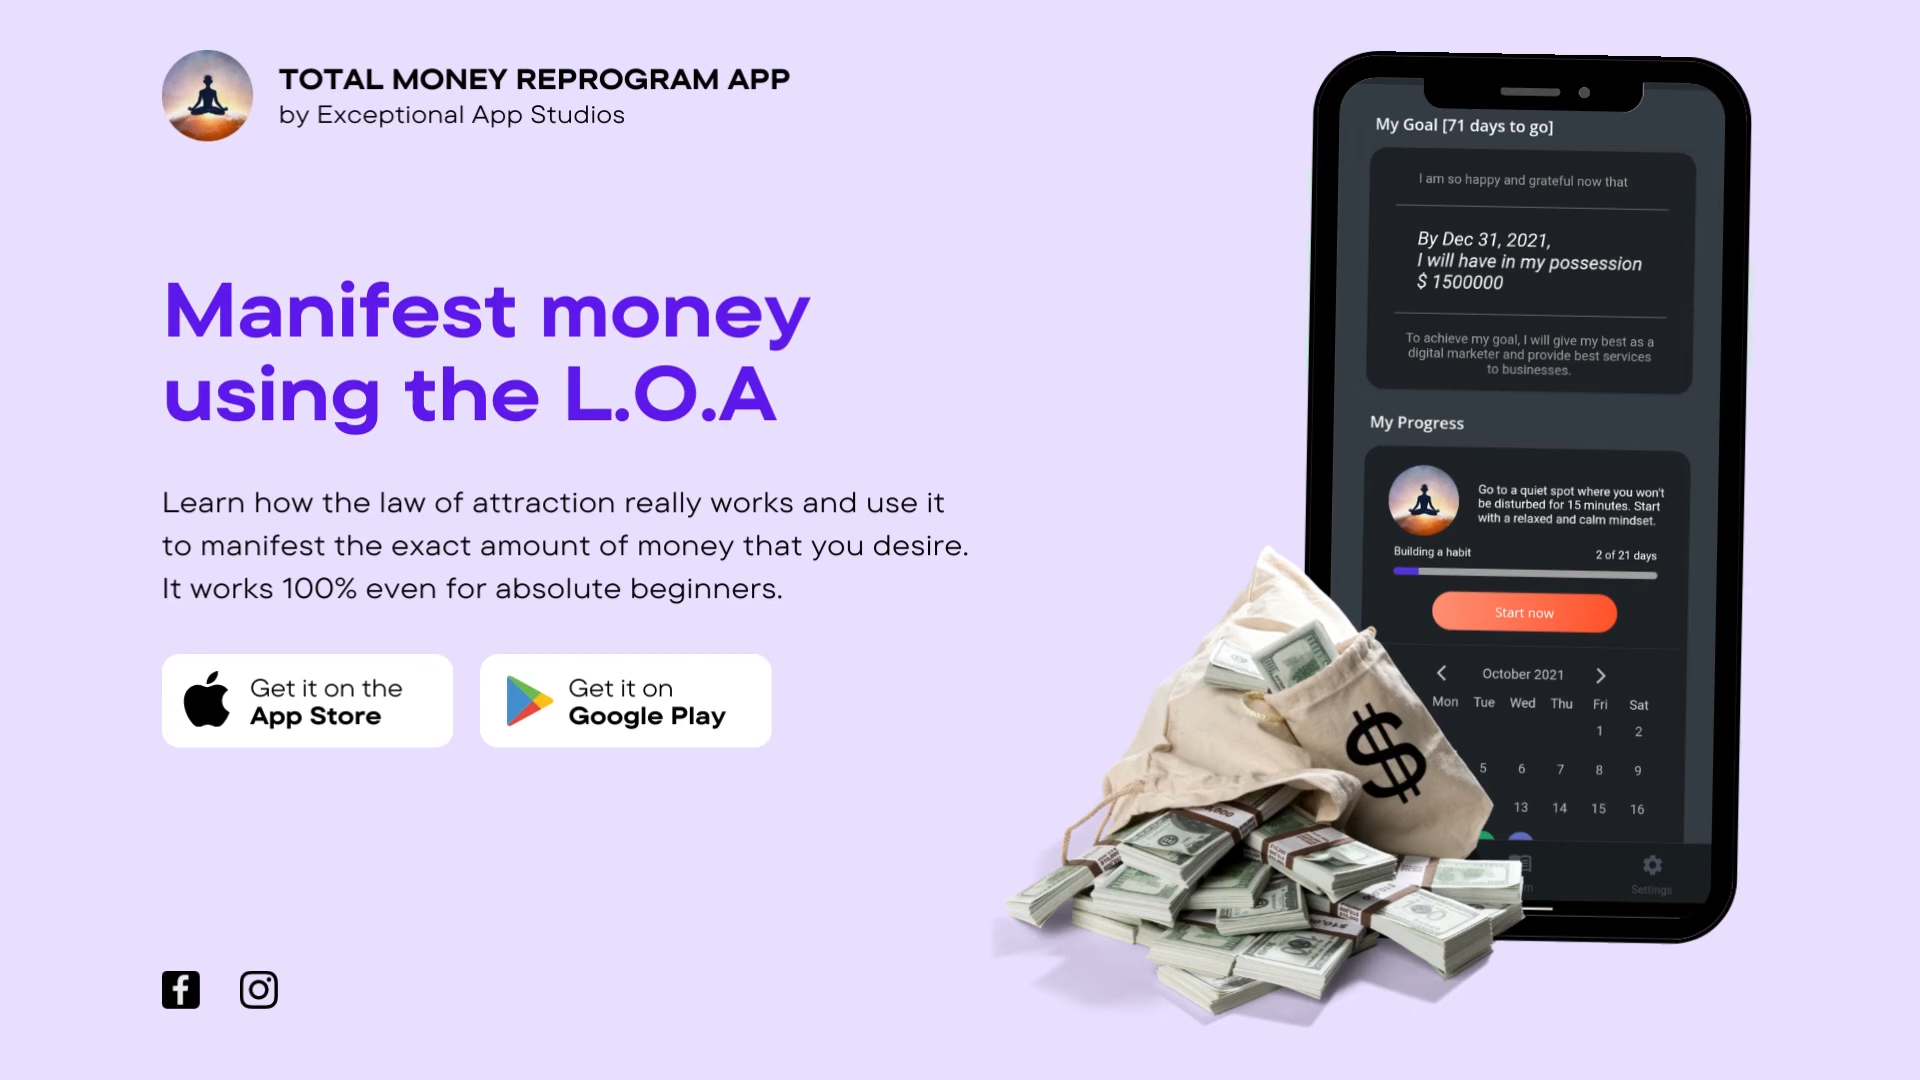 TOTAL MONEY REPROGRAM APP
by Exceptional App Studios
Manifest money
using the L.O.A
Learn how the law of attraction really works and use it
to manifest the exact amount of money that you desire.
It works 100% even for absolute beginners.
Get it on the
App Store
Get it on
Google Play
My Goal [71 days to go]
I am so happy and grateful now that
By Dec 31, 2021,
I will have in my possession
$ 1500000
To achieve my goal, I will give my best as a
digital marketer and provide best services
to businesses.
My Progress
Go to a quiet spot where you won't
be disturbed for 15 minutes. Start
with a relaxed and calm mindset.
Building a habit 2 of 21 days
Start now
October 2021
Mon Tue Wed Thu Fri Sat
1 2
5 6 7 8 9
13 14 15 16
Settings
$